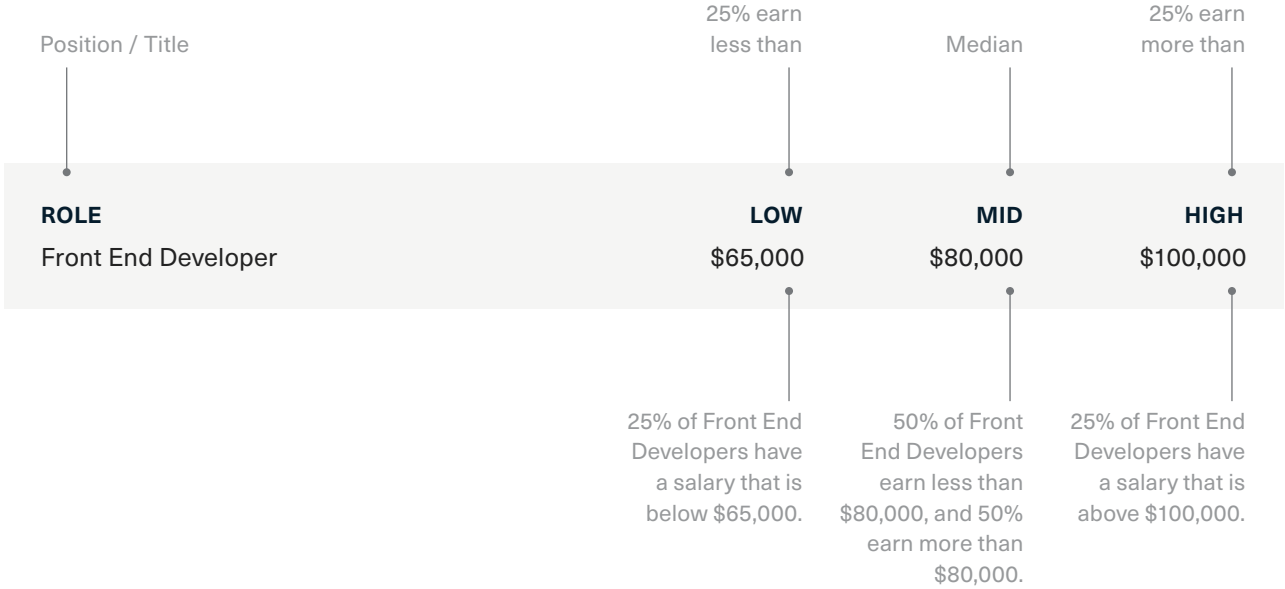 Position / Title
25% earn
less than
Median
25% earn
more than
ROLE
LOW
MID
HIGH
Front End Developer
$65,000
$80,000
$100,000
25% of Front End
Developers have
a salary that is
below $65,000.
50% of Front
End Developers
earn less than
$80,000, and 50%
earn more than
$80,000.
25% of Front End
Developers have
a salary that is
above $100,000.